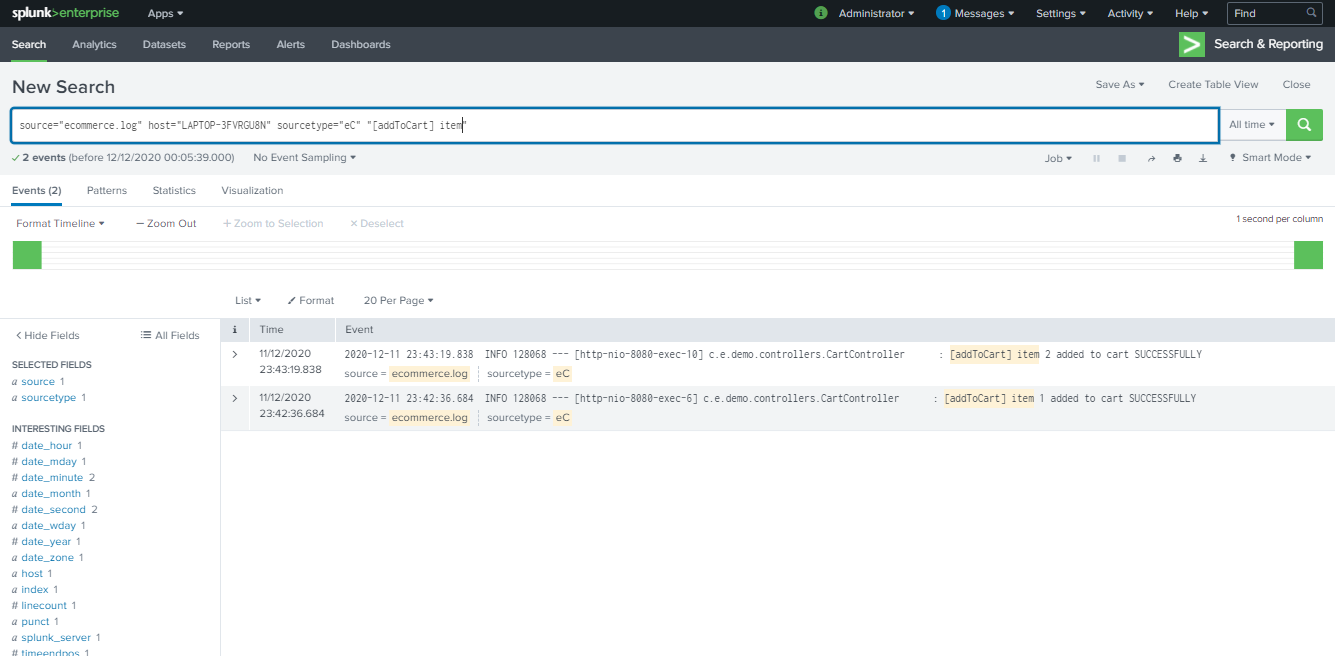 splunk>enterprise Apps i Administrator 1 Messages Settings Activity Help Find
Search Analytics Datasets Reports Alerts Dashboards Search & Reporting
New Search Save As Create Table View Close
source="ecommerce.log" host="LAPTOP-3FVRGU8N" sourcetype="eC" "[addToCart] item" All time
✓ 2 events (before 12/12/2020 00:05:39.000) No Event Sampling Job Smart Mode
Events (2) Patterns Statistics Visualization
Format Timeline — Zoom Out + Zoom to Selection × Deselect 1 second per column
List Format 20 Per Page
< Hide Fields All Fields
i Time Event
SELECTED FIELDS
a source 1
a sourcetype 1
INTERESTING FIELDS
# date_hour 1
# date_mday 1
# date_minute 2
a date_month 1
# date_second 2
a date_wday 1
# date_year 1
a date_zone 1
a host 1
a index 1
# linecount 1
a punct 1
a splunk_server 1
# timeendpos 1
> 11/12/2020 2020-12-11 23:43:19.838 INFO 128068 --- [http-nio-8080-exec-10] c.e.demo.controllers.CartController : [addToCart] item 2 added to cart SUCCESSFULLY
23:43:19.838 source = ecommerce.log sourcetype = eC
> 11/12/2020 2020-12-11 23:42:36.684 INFO 128068 --- [http-nio-8080-exec-6] c.e.demo.controllers.CartController : [addToCart] item 1 added to cart SUCCESSFULLY
23:42:36.684 source = ecommerce.log sourcetype = eC